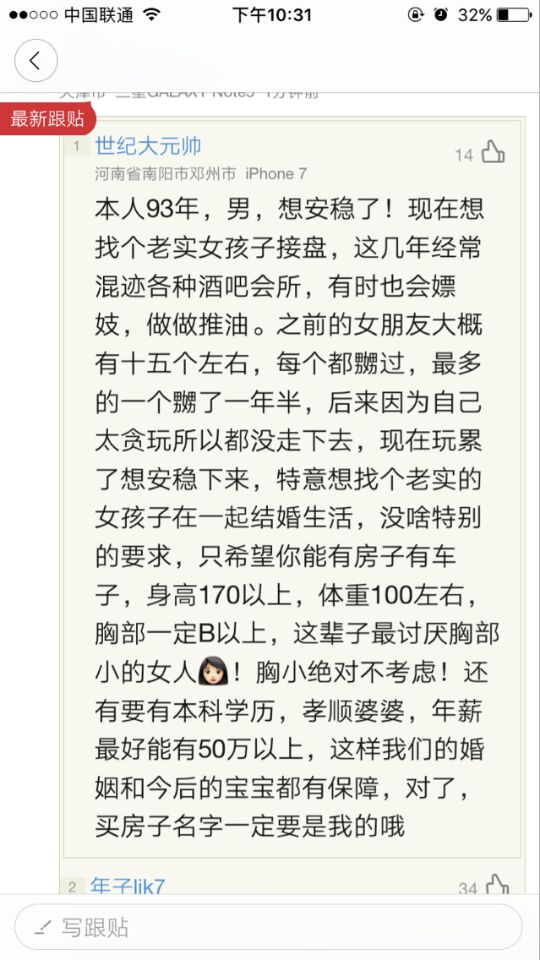 中国联通
下午10:31
32%
最新跟贴
1
世纪大元帅
14
河南省南阳市邓州市 iPhone 7
本人93年，男，想安稳了！现在想
找个老实女孩子接盘，这几年经常
混迹各种酒吧会所，有时也会嫖
妓，做做推油。之前的女朋友大概
有十五个左右，每个都嬲过，最多
的一个嬲了一年半，后来因为自己
太贪玩所以都没走下去，现在玩累
了想安稳下来，特意想找个老实的
女孩子在一起结婚生活，没啥特别
的要求，只希望你能有房子有车
子，身高170以上，体重100左右，
胸部一定B以上，这辈子最讨厌胸部
小的女人👩🏻！胸小绝对不考虑！还
有要有本科学历，孝顺婆婆，年薪
最好能有50万以上，这样我们的婚
姻和今后的宝宝都有保障，对了，
买房子名字一定要是我的哦
2
年子ljk7
34
写跟贴